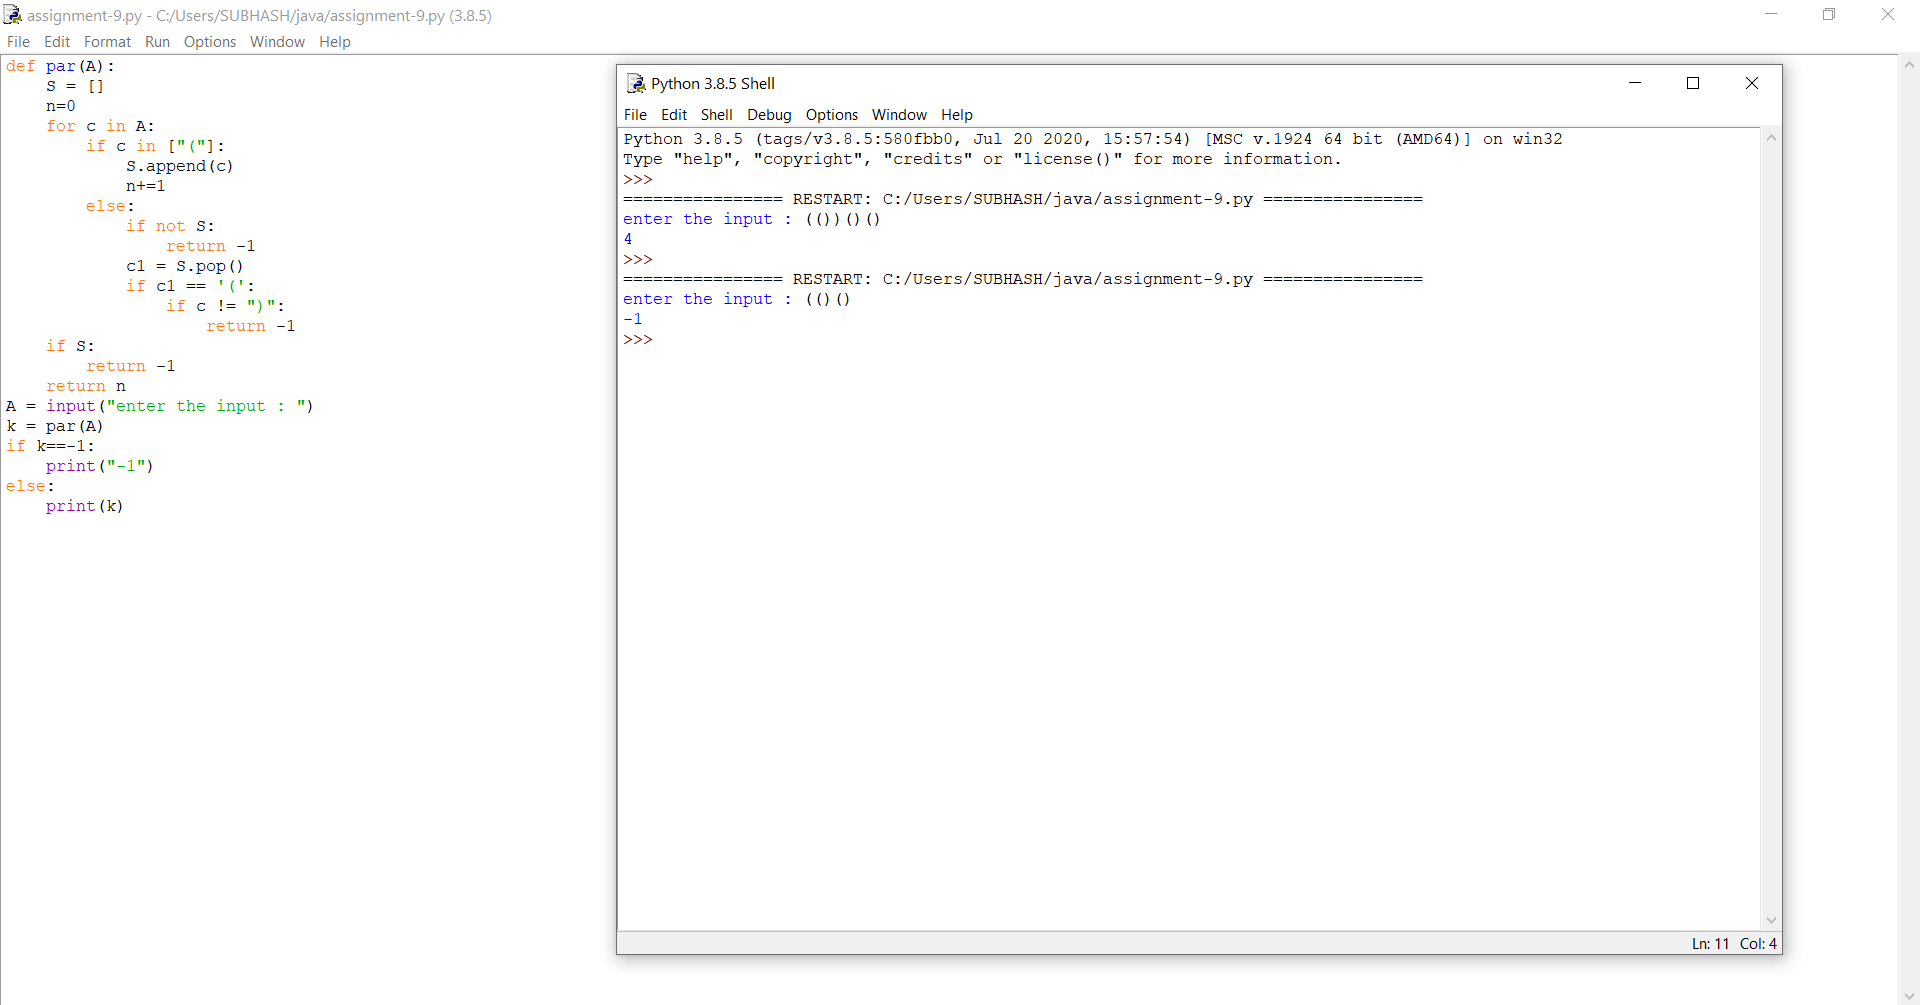 assignment-9.py - C:/Users/SUBHASH/java/assignment-9.py (3.8.5)
File Edit Format Run Options Window Help
def par(A):
    S = []
    n=0
    for c in A:
        if c in ["("]:
            S.append(c)
            n+=1
        else:
            if not S:
                return -1
            c1 = S.pop()
            if c1 == '(':
                if c != ")":
                    return -1
    if S:
        return -1
    return n
A = input("enter the input : ")
k = par(A)
if k==-1:
    print("-1")
else:
    print(k)
Python 3.8.5 Shell
File Edit Shell Debug Options Window Help
Python 3.8.5 (tags/v3.8.5:580fbb0, Jul 20 2020, 15:57:54) [MSC v.1924 64 bit (AMD64)] on win32
Type "help", "copyright", "credits" or "license()" for more information.
>>>
================ RESTART: C:/Users/SUBHASH/java/assignment-9.py ================
enter the input : (())()()
4
>>>
================ RESTART: C:/Users/SUBHASH/java/assignment-9.py ================
enter the input : (()()
-1
>>>
Ln: 11 Col: 4